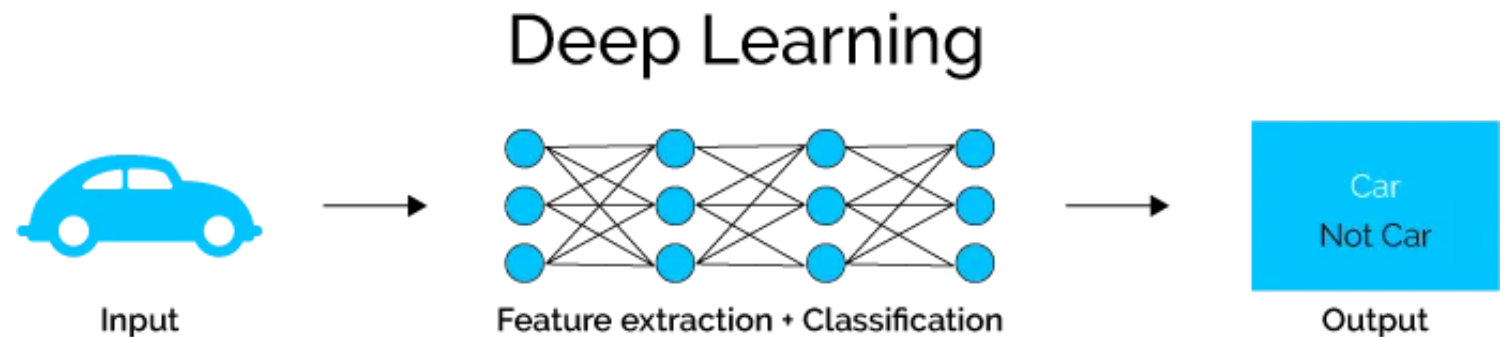 Deep Learning
Car
Not Car
Input
Feature extraction + Classification
Output